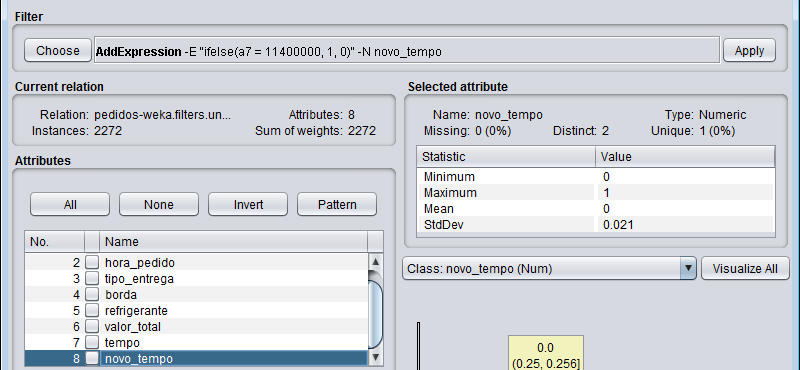 Filter
Choose AddExpression -E "ifelse(a7 = 11400000, 1, 0)" -N novo_tempo Apply
Current relation
Relation: pedidos-weka.filters.un... Attributes: 8
Instances: 2272 Sum of weights: 2272
Attributes
All None Invert Pattern
No. Name
2 hora_pedido
3 tipo_entrega
4 borda
5 refrigerante
6 valor_total
7 tempo
8 novo_tempo
Selected attribute
Name: novo_tempo Type: Numeric
Missing: 0 (0%) Distinct: 2 Unique: 1 (0%)
Statistic Value
Minimum 0
Maximum 1
Mean 0
StdDev 0.021
Class: novo_tempo (Num) Visualize All
0.0
(0.25, 0.256]